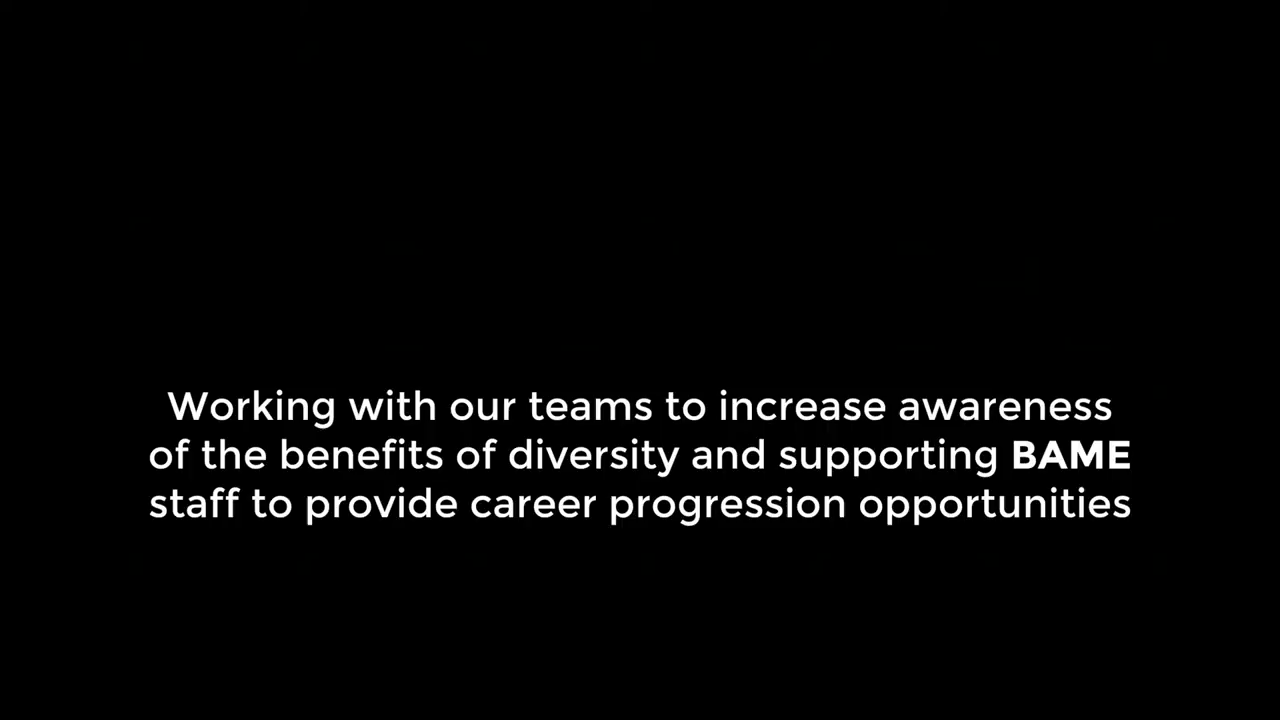 Working with our teams to increase awareness
of the benefits of diversity and supporting BAME
staff to provide career progression opportunities